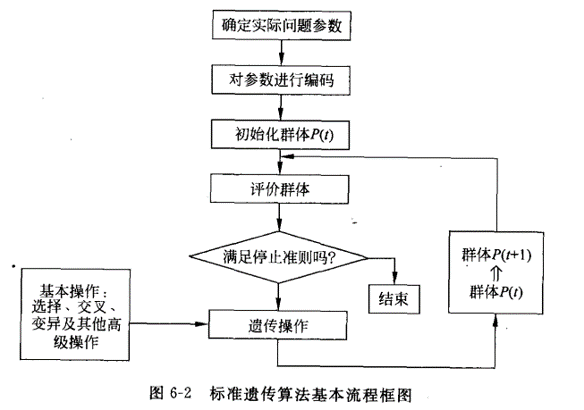 确定实际问题参数
对参数进行编码
初始化群体P(t)
评价群体
满足停止准则吗?
结束
群体P(t+1)
⇑
群体P(t)
基本操作:
选择、交叉、
变异及其他高
级操作
遗传操作
图 6-2 标准遗传算法基本流程框图